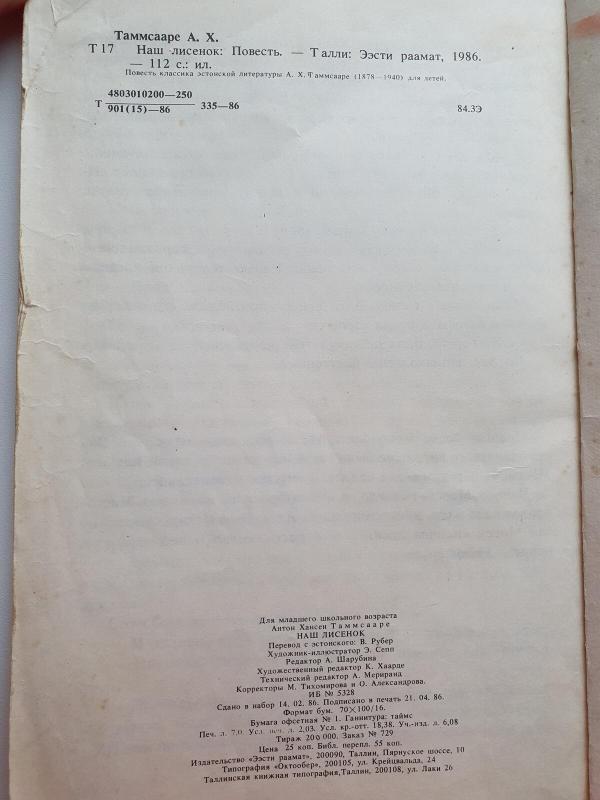 Таммсааре А. Х.
Т 17 Наш лисенок: Повесть. — Талли: Ээсти раамат, 1986.
— 112 с.: ил.
Повесть классика эстонской литературы А. Х. Таммсааре (1878—1940) для детей.
4803010200—250
Т 901(15)—86 335—86 84.3Э
Для младшего школьного возраста
Антон Хансен Таммсааре
НАШ ЛИСЕНОК
Перевод с эстонского: В. Рубер
Художник-иллюстратор Э. Сепп
Редактор А. Шарубина
Художественный редактор К. Хаарде
Технический редактор А. Мериранд
Корректоры М. Тихомирова и О. Александрова.
ИБ № 5328
Сдано в набор 14. 02. 86. Подписано в печать 21. 04. 86.
Формат бум. 70×100/16.
Бумага офсетная № 1. Ганнитура: таймс
Печ. л. 7,0. Усл. печ. л. 2,03. Усл. кр.-отт. 18,38. Уч.-изд. л. 6,08
Тираж 200 000. Заказ № 729
Цена 25 коп. Библ. перепл. 55 коп.
Издательство «Ээсти раамат», 200090, Таллин, Пярнуское шоссе, 10
Типография «Октообер», 200105, ул. Крейцвальда, 24
Таллинская книжная типография,Таллин, 200108, ул. Лаки 26